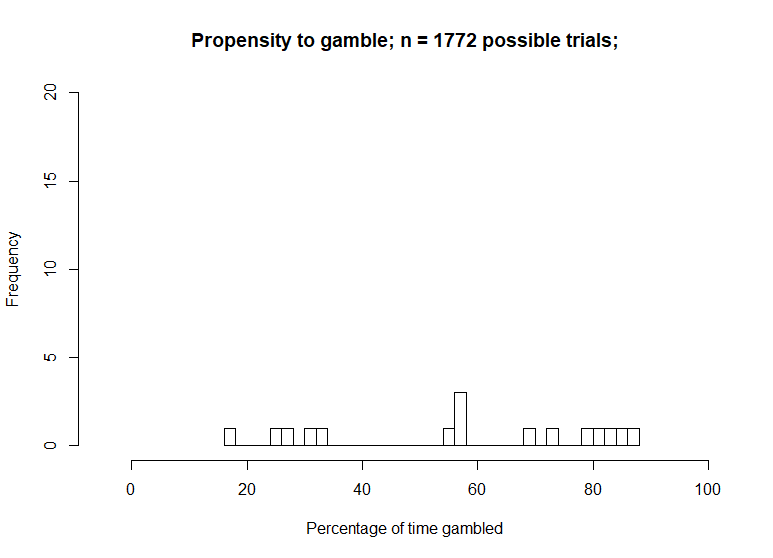 Propensity to gamble; n = 1772 possible trials;
20
15
10
5
0
Frequency
0 20 40 60 80 100
Percentage of time gambled